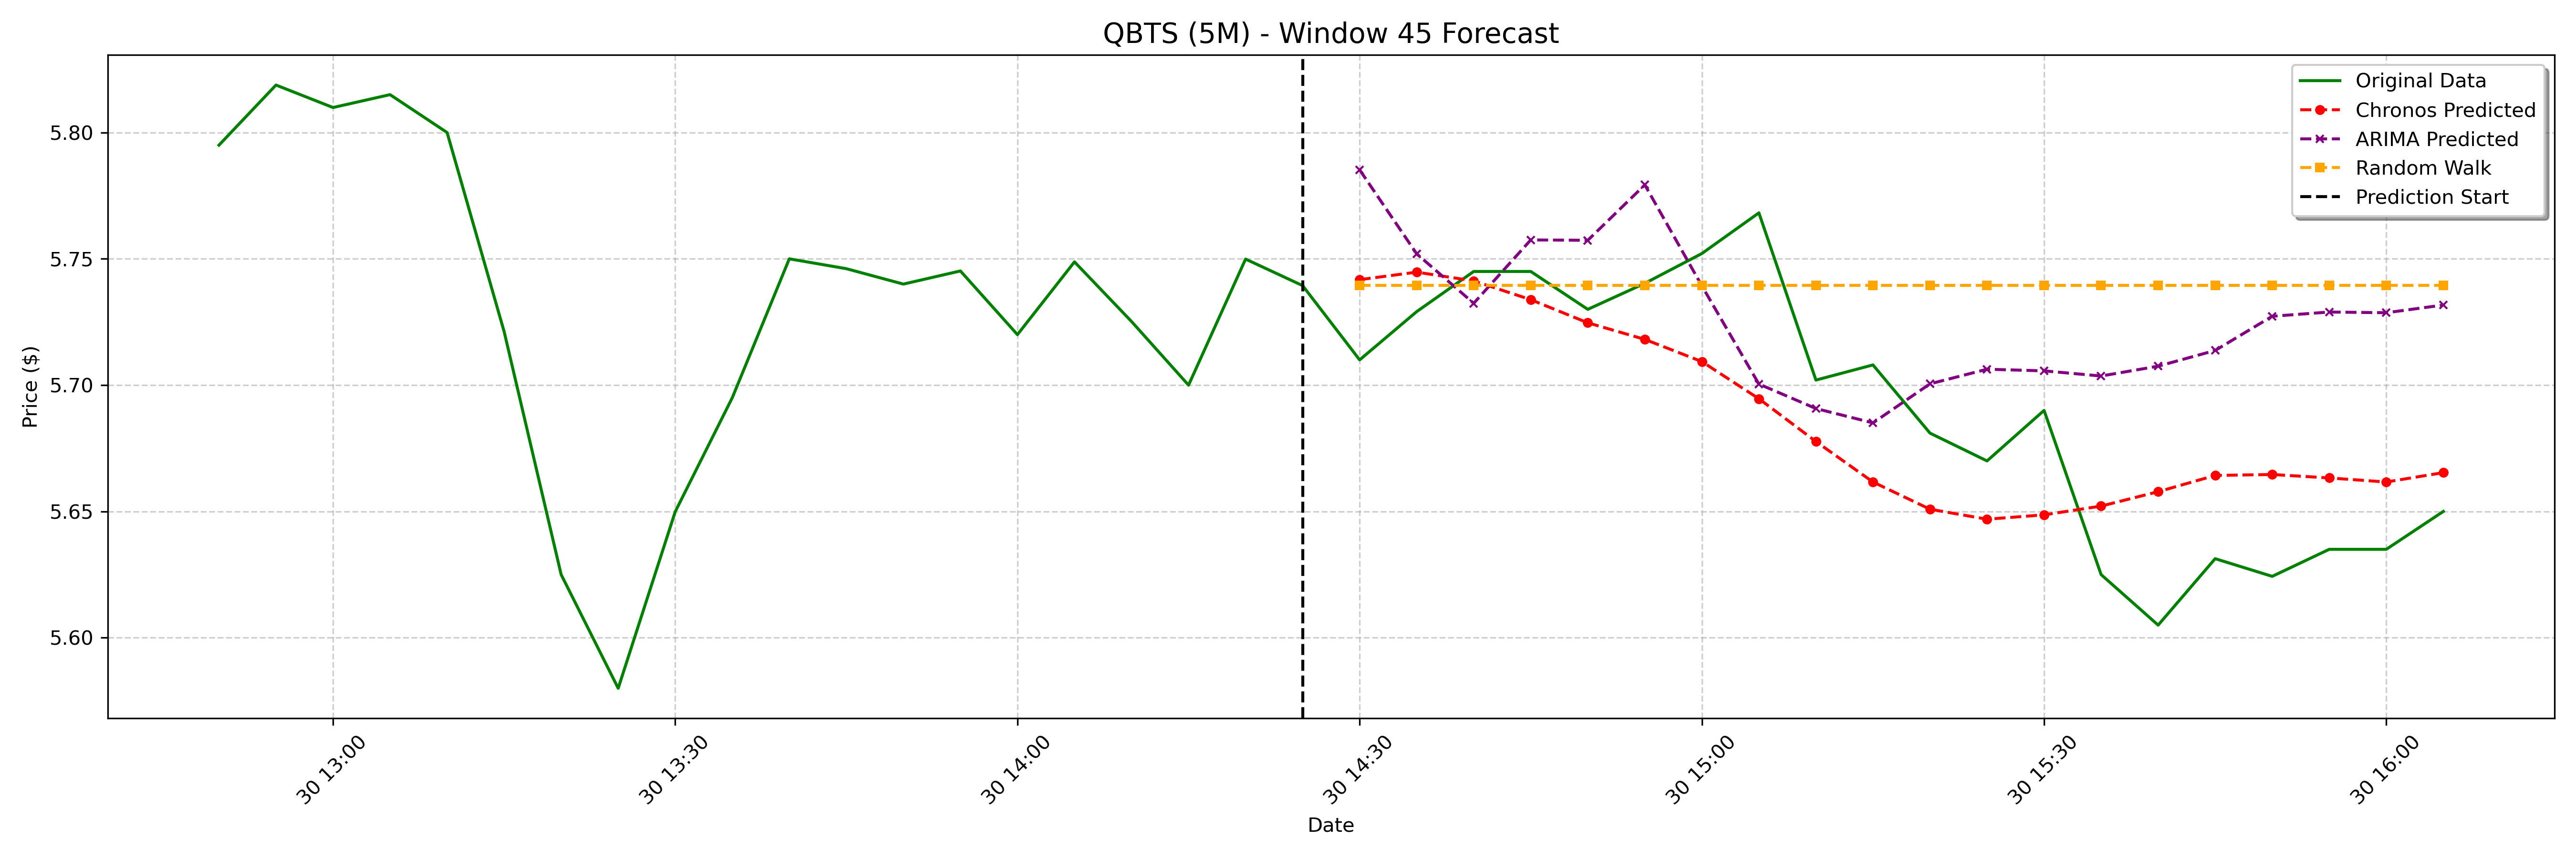 QBTS (5M) - Window 45 Forecast
Original Data
Chronos Predicted
ARIMA Predicted
Random Walk
Prediction Start
Price ($)
5.80
5.75
5.70
5.65
5.60
30 13:00
30 13:30
30 14:00
30 14:30
30 15:00
30 15:30
30 16:00
Date